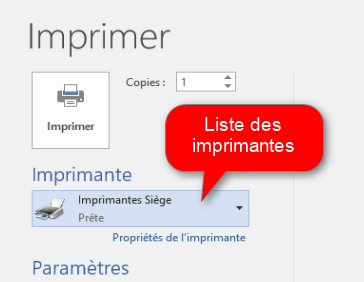 Imprimer
Copies : 1
Imprimer
Liste des
imprimantes
Imprimante
Imprimantes Siège
Prête
Propriétés de l'imprimante
Paramètres